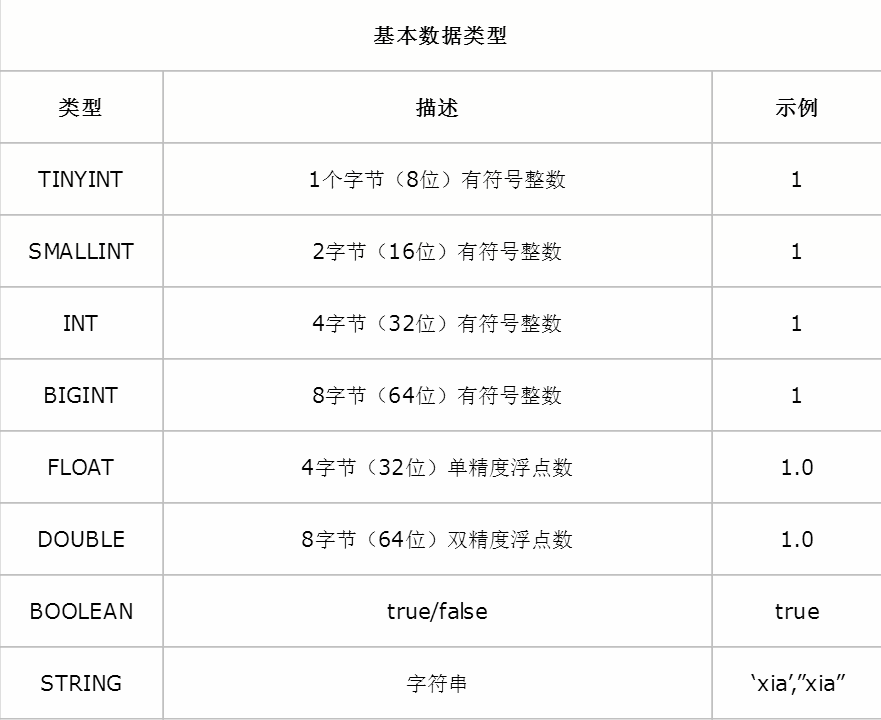 基本数据类型
类型 描述 示例
TINYINT 1个字节（8位）有符号整数 1
SMALLINT 2字节（16位）有符号整数 1
INT 4字节（32位）有符号整数 1
BIGINT 8字节（64位）有符号整数 1
FLOAT 4字节（32位）单精度浮点数 1.0
DOUBLE 8字节（64位）双精度浮点数 1.0
BOOLEAN true/false true
STRING 字符串 ‘xia’,”xia”